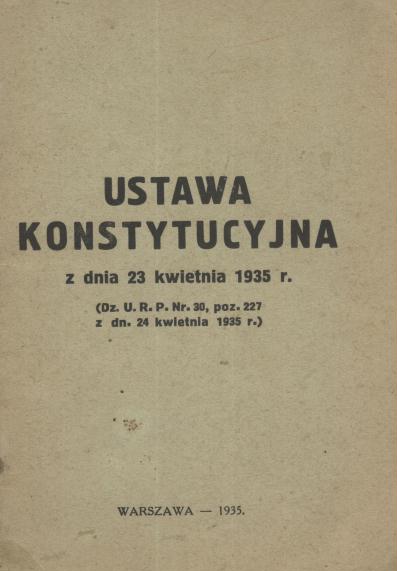 USTAWA
KONSTYTUCYJNA
z dnia 23 kwietnia 1935 r.
(Dz. U. R. P. Nr. 30, poz. 227
z dn. 24 kwietnia 1935 r.)
WARSZAWA — 1935.